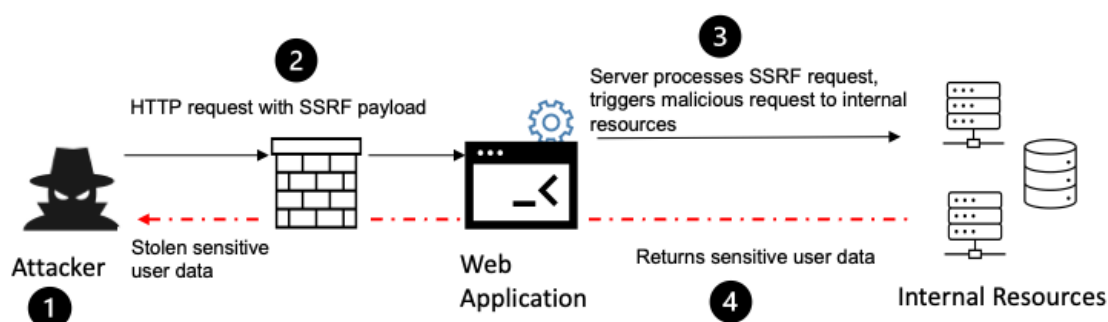 2
3
HTTP request with SSRF payload
Server processes SSRF request,
triggers malicious request to internal
resources
Stolen sensitive
user data
Returns sensitive user data
Attacker
1
Web
Application
4
Internal Resources